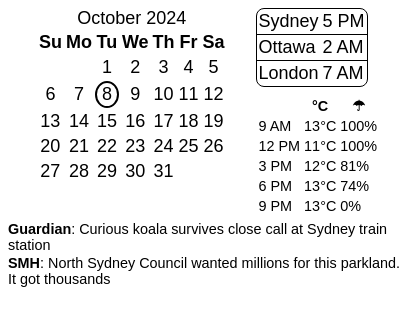 October 2024
Su Mo Tu We Th Fr Sa
1 2 3 4 5
6 7 8 9 10 11 12
13 14 15 16 17 18 19
20 21 22 23 24 25 26
27 28 29 30 31
Sydney 5 PM
Ottawa 2 AM
London 7 AM
°C ☂
9 AM 13°C 100%
12 PM 11°C 100%
3 PM 12°C 81%
6 PM 13°C 74%
9 PM 13°C 0%
Guardian: Curious koala survives close call at Sydney train
station
SMH: North Sydney Council wanted millions for this parkland.
It got thousands